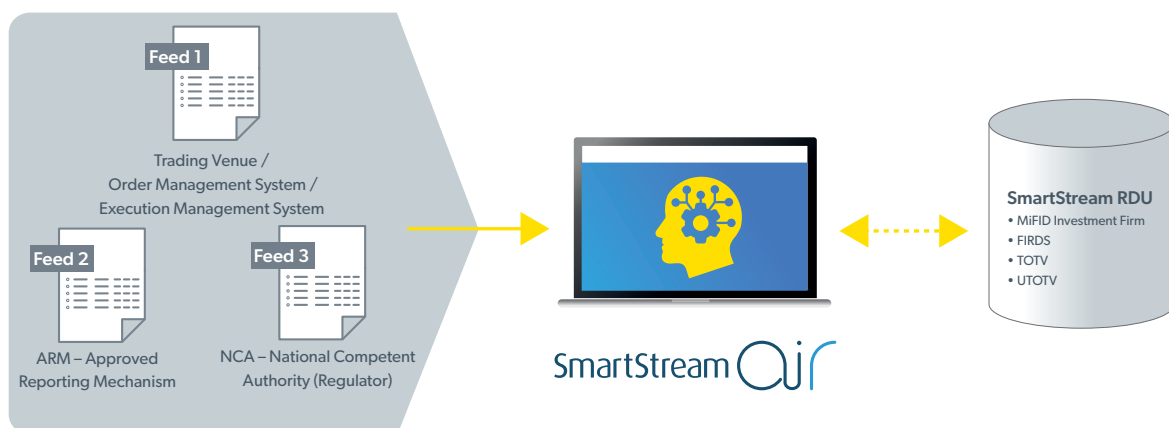 Feed 1
Trading Venue /
Order Management System /
Execution Management System
Feed 2
ARM – Approved
Reporting Mechanism
Feed 3
NCA – National Competent
Authority (Regulator)
SmartStream air
SmartStream RDU
• MiFID Investment Firm
• FIRDS
• TOTV
• UTOTV